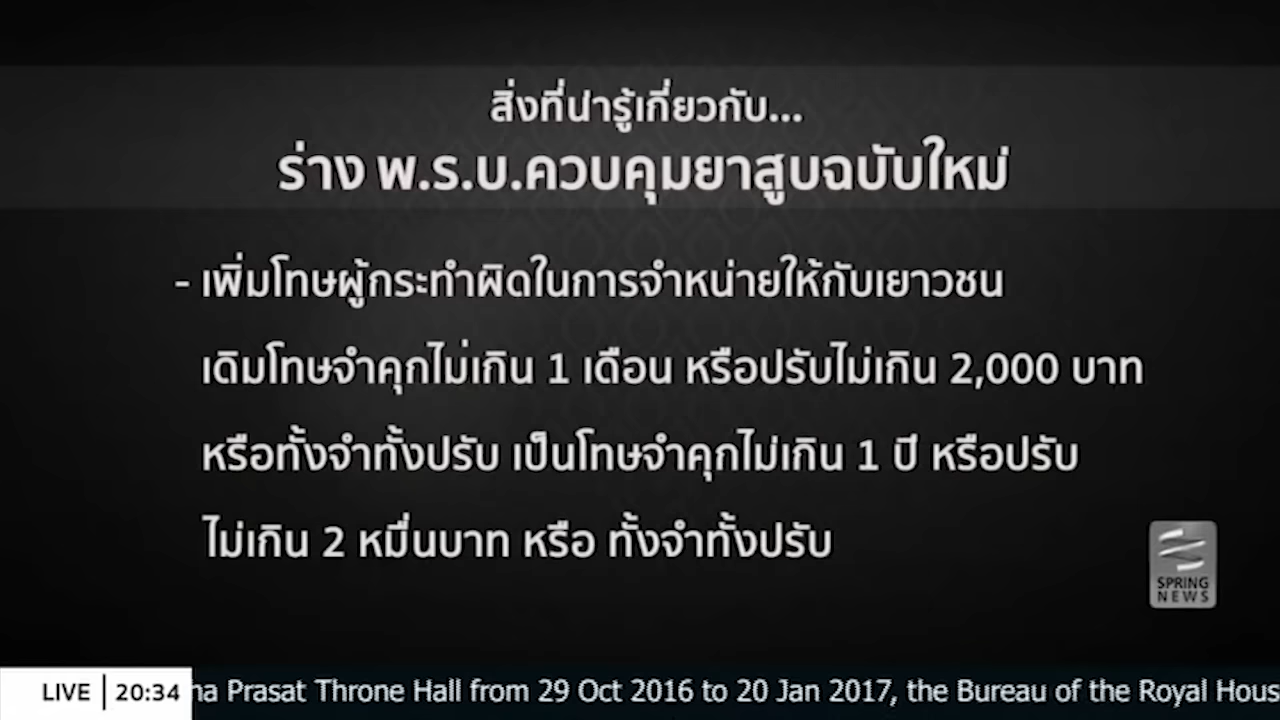 สิ่งที่น่ารู้เกี่ยวกับ...
ร่าง พ.ร.บ.ควบคุมยาสูบฉบับใหม่
- เพิ่มโทษผู้กระทำผิดในการจำหน่ายให้กับเยาวชน
เดิมโทษจำคุกไม่เกิน 1 เดือน หรือปรับไม่เกิน 2,000 บาท
หรือทั้งจำทั้งปรับ เป็นโทษจำคุกไม่เกิน 1 ปี หรือปรับ
ไม่เกิน 2 หมื่นบาท หรือ ทั้งจำทั้งปรับ
SPRING
NEWS
LIVE 20:34 Prasat Throne Hall from 29 Oct 2016 to 20 Jan 2017, the Bureau of the Royal